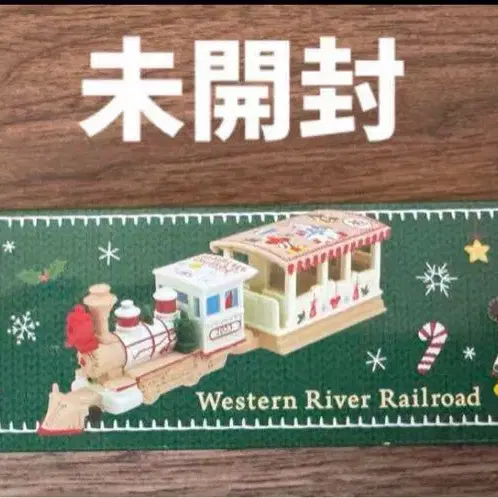 未開封
Western River Railroad